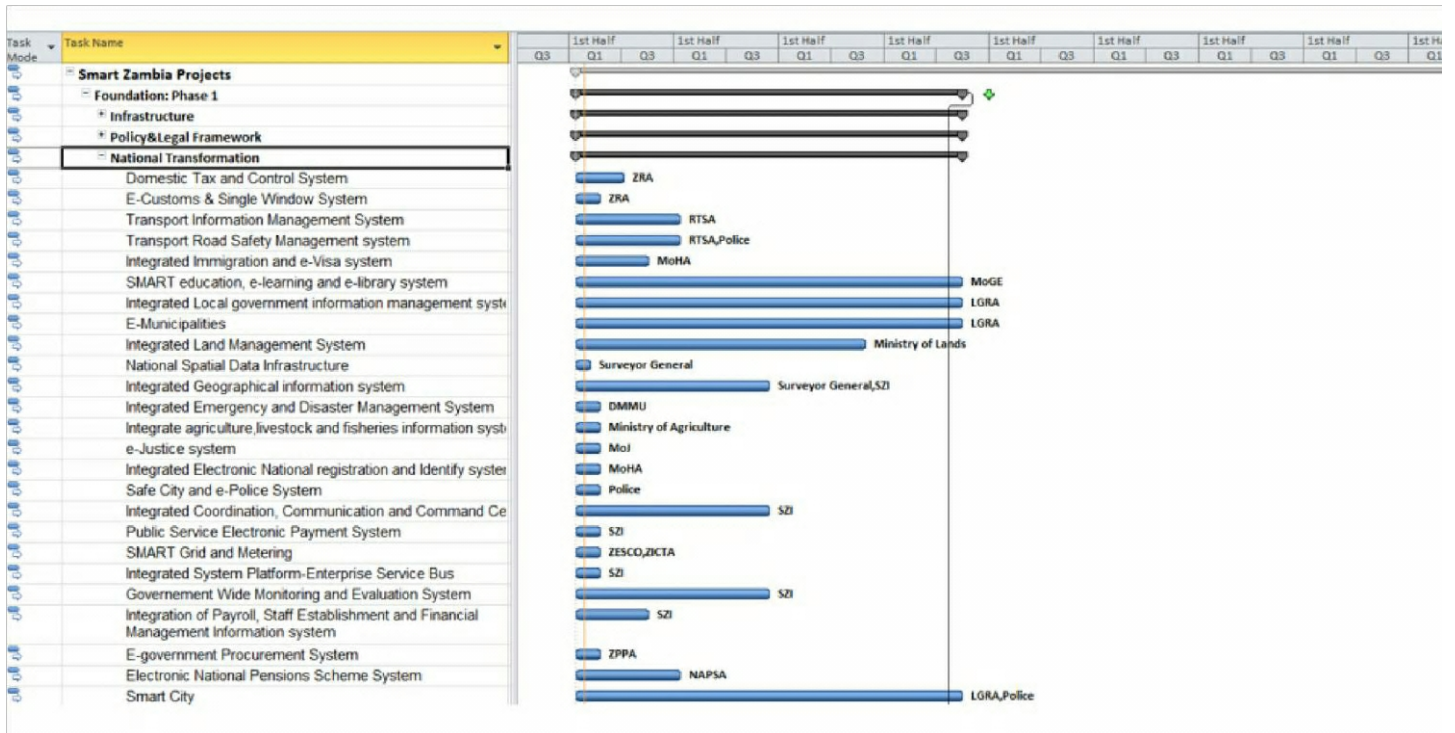 1st Half 1st Half 1st Half 1st Half 1st Half 1st Half 1st Half 1st Half 1st Ha
Task Mode Task Name Q3 Q1 Q3 Q1 Q3 Q1 Q3 Q1 Q3 Q1 Q3 Q1 Q3 Q1 Q3 Q1 Q3 Q1
Smart Zambia Projects
Foundation: Phase 1
Infrastructure
Policy&Legal Framework
National Transformation
Domestic Tax and Control System ZRA
E-Customs & Single Window System ZRA
Transport Information Management System RTSA
Transport Road Safety Management system RTSA,Police
Integrated Immigration and e-Visa system MoHA
SMART education, e-learning and e-library system MoGE
Integrated Local government information management syste LGRA
E-Municipalities LGRA
Integrated Land Management System Ministry of Lands
National Spatial Data Infrastructure Surveyor General
Integrated Geographical information system Surveyor General,SZI
Integrated Emergency and Disaster Management System DMMU
Integrate agriculture,livestock and fisheries information syste Ministry of Agriculture
e-Justice system MoJ
Integrated Electronic National registration and Identify system MoHA
Safe City and e-Police System Police
Integrated Coordination, Communication and Command Ce SZI
Public Service Electronic Payment System SZI
SMART Grid and Metering ZESCO,ZICTA
Integrated System Platform-Enterprise Service Bus SZI
Governement Wide Monitoring and Evaluation System SZI
Integration of Payroll, Staff Establishment and Financial SZI
Management Information system
E-government Procurement System ZPPA
Electronic National Pensions Scheme System NAPSA
Smart City LGRA,Police